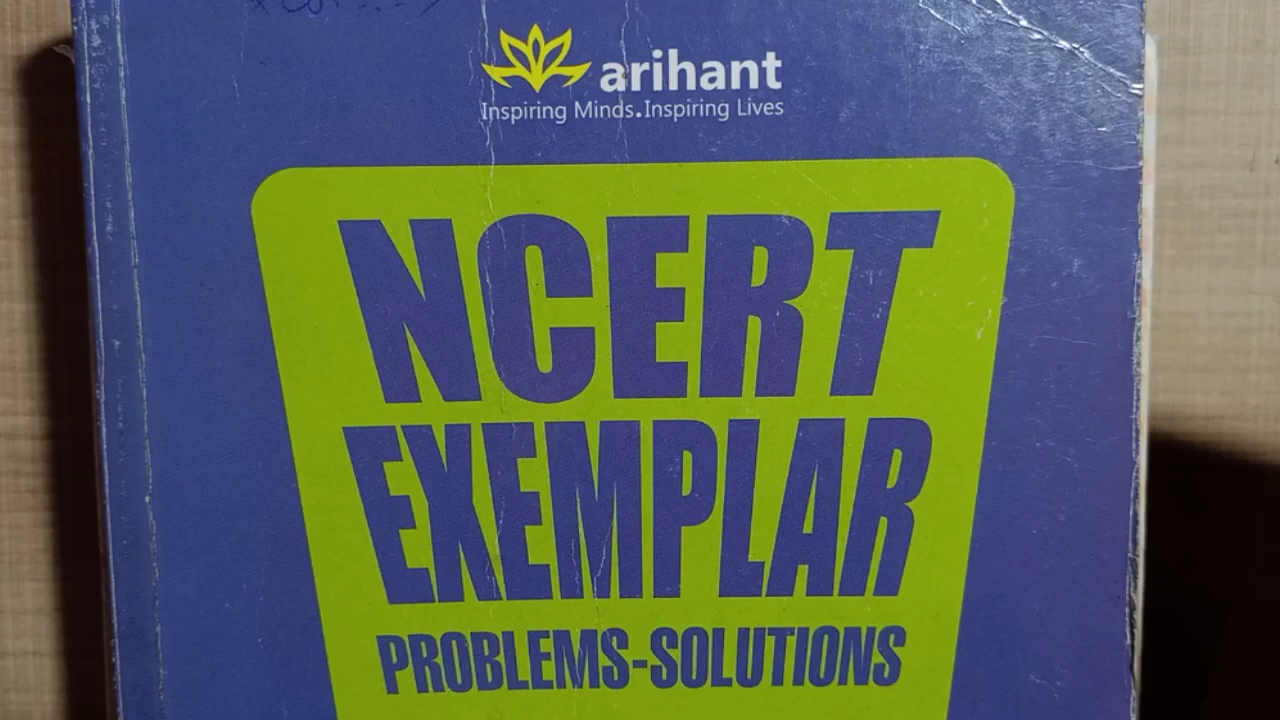 arihant
Inspiring Minds.Inspiring Lives
NCERT
EXEMPLAR
PROBLEMS-SOLUTIONS